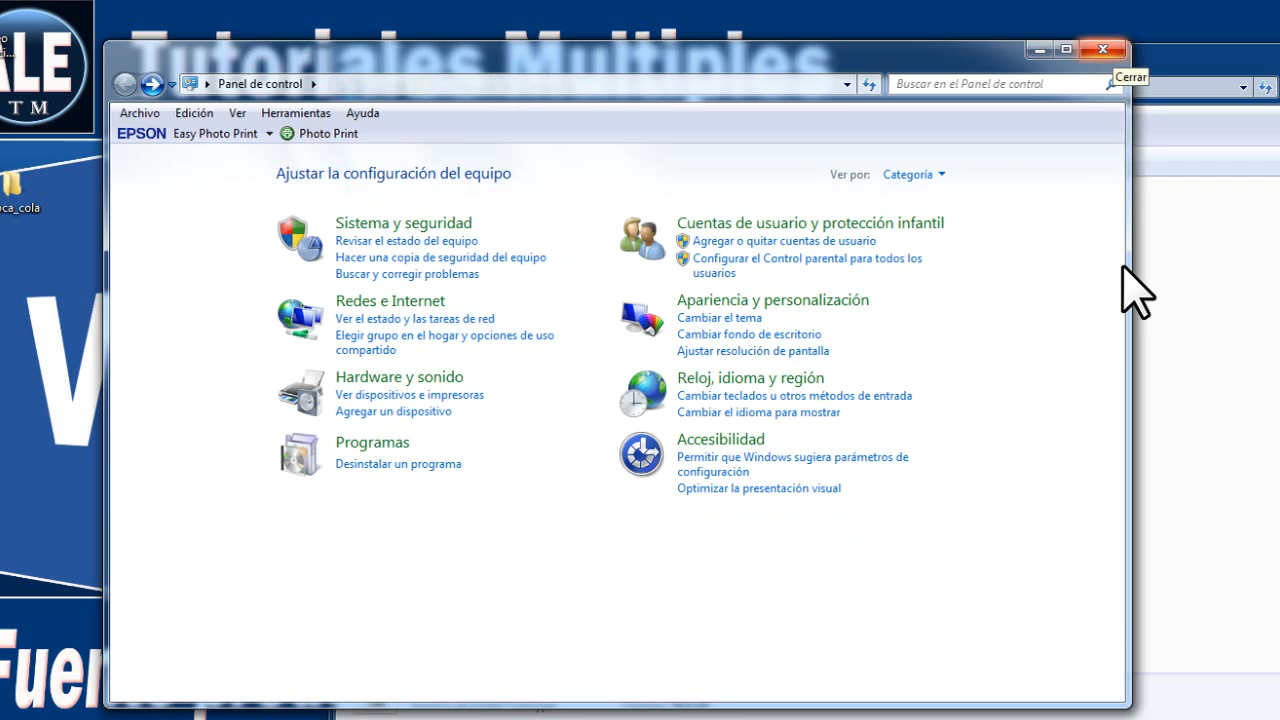 ALE
TM
Tutoriales Multiples
Panel de control
Buscar en el Panel de control
Cerrar
Archivo Edición Ver Herramientas Ayuda
EPSON Easy Photo Print Photo Print
Ajustar la configuración del equipo
Ver por: Categoría
Sistema y seguridad
Revisar el estado del equipo
Hacer una copia de seguridad del equipo
Buscar y corregir problemas
Redes e Internet
Ver el estado y las tareas de red
Elegir grupo en el hogar y opciones de uso
compartido
Hardware y sonido
Ver dispositivos e impresoras
Agregar un dispositivo
Programas
Desinstalar un programa
Cuentas de usuario y protección infantil
Agregar o quitar cuentas de usuario
Configurar el Control parental para todos los
usuarios
Apariencia y personalización
Cambiar el tema
Cambiar fondo de escritorio
Ajustar resolución de pantalla
Reloj, idioma y región
Cambiar teclados u otros métodos de entrada
Cambiar el idioma para mostrar
Accesibilidad
Permitir que Windows sugiera parámetros de
configuración
Optimizar la presentación visual
oca_cola
Fuen